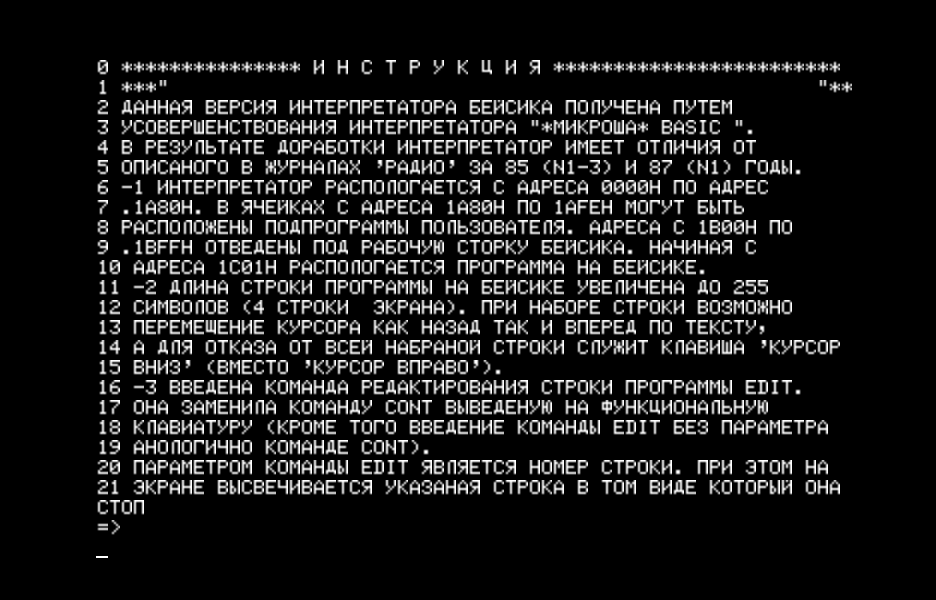 0 *************** И Н С Т Р У К Ц И Я ************************
1 ***" "**
2 ДАННАЯ ВЕРСИЯ ИНТЕРПРЕТАТОРА БЕЙСИКА ПОЛУЧЕНА ПУТЕМ
3 УСОВЕРШЕНСТВОВАНИЯ ИНТЕРПРЕТАТОРА "*МИКРОША* BASIC ".
4 В РЕЗУЛЬТАТЕ ДОРАБОТКИ ИНТЕРПРЕТАТОР ИМЕЕТ ОТЛИЧИЯ ОТ
5 ОПИСАНОГО В ЖУРНАЛАХ 'РАДИО' ЗА 85 (N1-3) И 87 (N1) ГОДЫ.
6 -1 ИНТЕРПРЕТАТОР РАСПОЛОГАЕТСЯ С АДРЕСА 0000H ПО АДРЕС
7 .1A80H. В ЯЧЕЙКАХ С АДРЕСА 1A80H ПО 1AFEH МОГУТ БЫТЬ
8 РАСПОЛОЖЕНЫ ПОДПРОГРАММЫ ПОЛЬЗОВАТЕЛЯ. АДРЕСА С 1B00H ПО
9 .1BFFH ОТВЕДЕНЫ ПОД РАБОЧУЮ СТОРКУ БЕЙСИКА. НАЧИНАЯ С
10 АДРЕСА 1C01H РАСПОЛОГАЕТСЯ ПРОГРАММА НА БЕЙСИКЕ.
11 -2 ДЛИНА СТРОКИ ПРОГРАММЫ НА БЕЙСИКЕ УВЕЛИЧЕНА ДО 255
12 СИМВОЛОВ (4 СТРОКИ  ЭКРАНА). ПРИ НАБОРЕ СТРОКИ ВОЗМОЖНО
13 ПЕРЕМЕЩЕНИЕ КУРСОРА КАК НАЗАД ТАК И ВПЕРЕД ПО ТЕКСТУ,
14 А ДЛЯ ОТКАЗА ОТ ВСЕЙ НАБРАНОЙ СТРОКИ СЛУЖИТ КЛАВИША 'КУРСОР
15 ВНИЗ' (ВМЕСТО 'КУРСОР ВПРАВО').
16 -3 ВВЕДЕНА КОМАНДА РЕДАКТИРОВАНИЯ СТРОКИ ПРОГРАММЫ EDIT.
17 ОНА ЗАМЕНИЛА КОМАНДУ CONT ВЫВЕДЕНУЮ НА ФУНКЦИОНАЛЬНУЮ
18 КЛАВИАТУРУ (КРОМЕ ТОГО ВВЕДЕНИЕ КОМАНДЫ EDIT БЕЗ ПАРАМЕТРА
19 АНОЛОГИЧНО КОМАНДЕ CONT).
20 ПАРАМЕТРОМ КОМАНДЫ EDIT ЯВЛЯЕТСЯ НОМЕР СТРОКИ. ПРИ ЭТОМ НА
21 ЭКРАНЕ ВЫСВЕЧИВАЕТСЯ УКАЗАНАЯ СТРОКА В ТОМ ВИДЕ КОТОРЫЙ ОНА
СТОП
=>
_